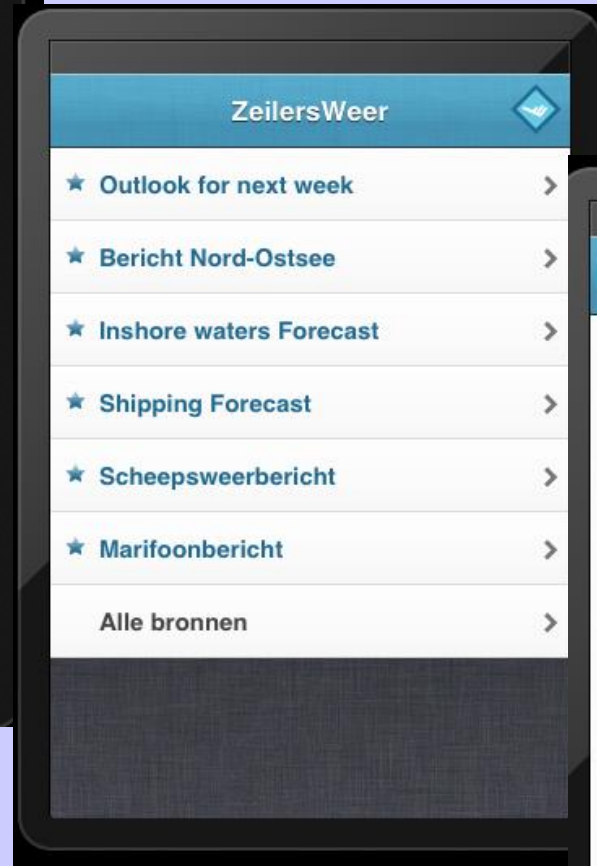 ZeilersWeer
Outlook for next week
Bericht Nord-Ostsee
Inshore waters Forecast
Shipping Forecast
Scheepsweerbericht
Marifoonbericht
Alle bronnen